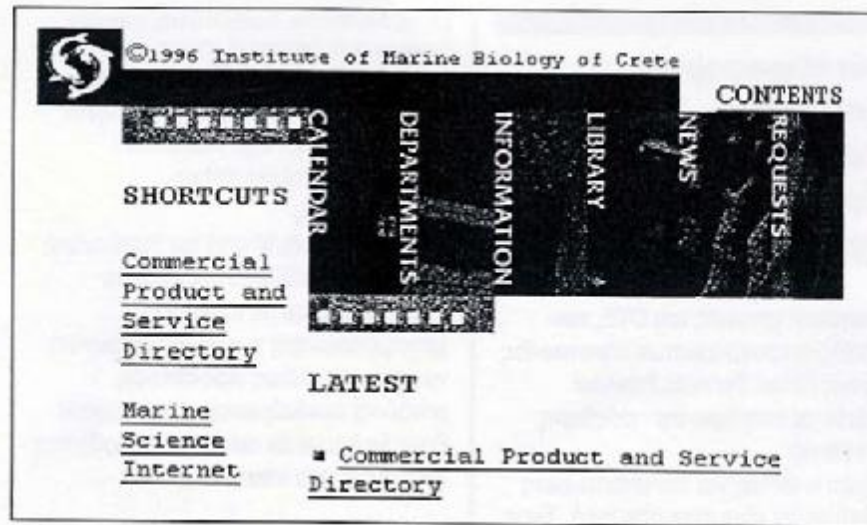 ©1996 Institute of Marine Biology of Crete
CONTENTS
CALENDAR
DEPARTMENTS
INFORMATION
LIBRARY
NEWS
REQUESTS
SHORTCUTS
Commercial
Product and
Service
Directory
Marine
Science
Internet
LATEST
Commercial Product and Service
Directory